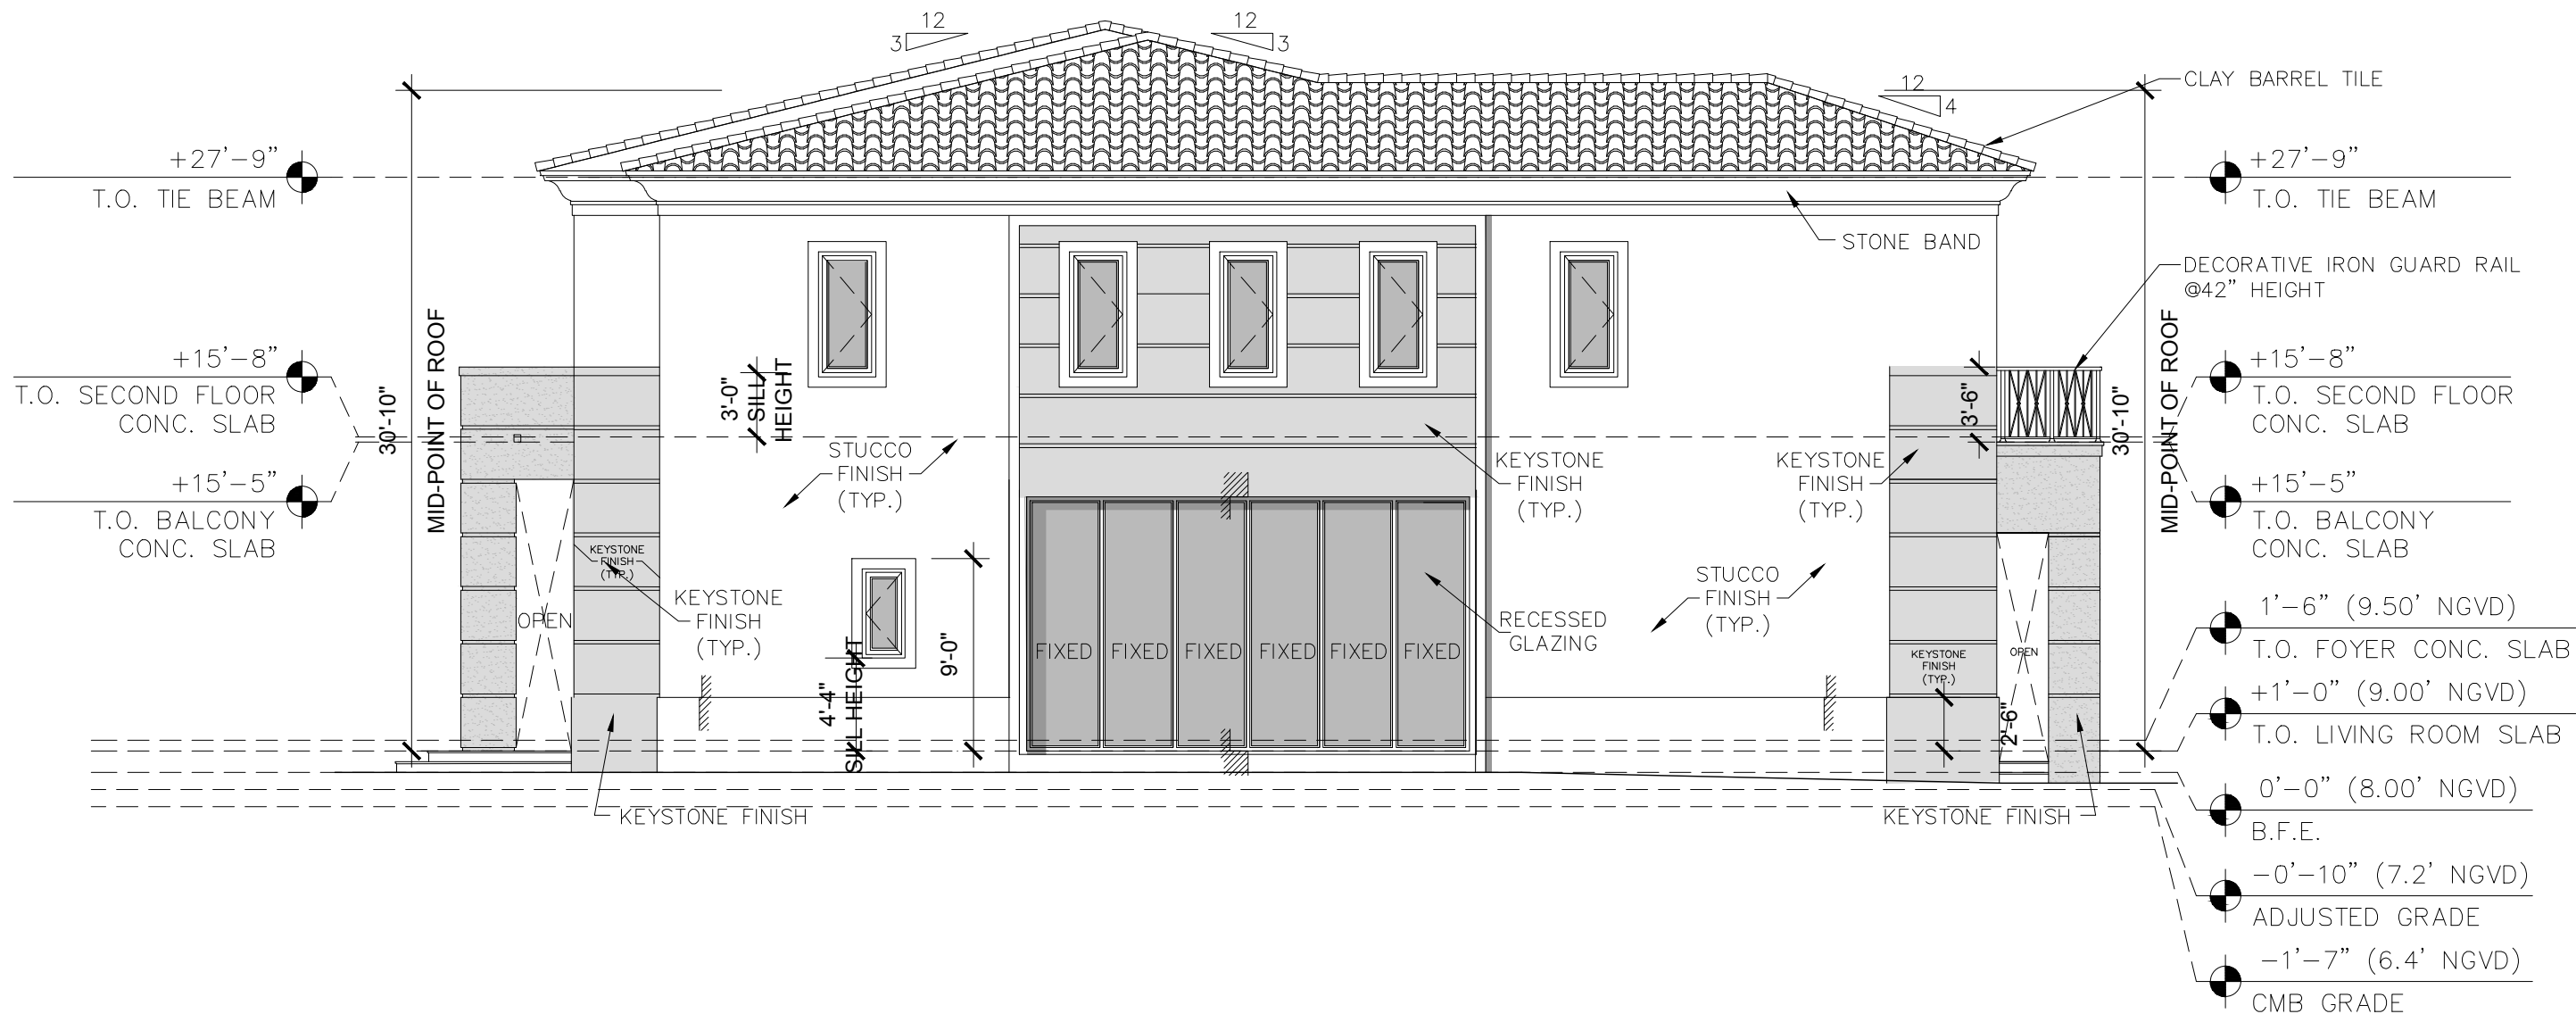 12
3
12
3
12
4
CLAY BARREL TILE
+27'-9"
T.O. TIE BEAM
+27'-9"
T.O. TIE BEAM
STONE BAND
DECORATIVE IRON GUARD RAIL
@42" HEIGHT
+15'-8"
T.O. SECOND FLOOR
CONC. SLAB
+15'-5"
T.O. BALCONY
CONC. SLAB
30'-10"
MID-POINT OF ROOF
3'-0"
SILL
HEIGHT
STUCCO
FINISH
(TYP.)
KEYSTONE
FINISH
(TYP.)
KEYSTONE
FINISH
(TYP.)
3'-6"
30'-10"
MID-POINT OF ROOF
+15'-8"
T.O. SECOND FLOOR
CONC. SLAB
+15'-5"
T.O. BALCONY
CONC. SLAB
KEYSTONE
FINISH
(TYP.)
OPEN
KEYSTONE
FINISH
(TYP.)
4'-4"
SILL HEIGHT
9'-0"
FIXED
FIXED
FIXED
FIXED
FIXED
FIXED
RECESSED
GLAZING
STUCCO
FINISH
(TYP.)
KEYSTONE
FINISH
(TYP.)
OPEN
2'-6"
1'-6" (9.50' NGVD)
T.O. FOYER CONC. SLAB
+1'-0" (9.00' NGVD)
T.O. LIVING ROOM SLAB
KEYSTONE FINISH
KEYSTONE FINISH
0'-0" (8.00' NGVD)
B.F.E.
-0'-10" (7.2' NGVD)
ADJUSTED GRADE
-1'-7" (6.4' NGVD)
CMB GRADE